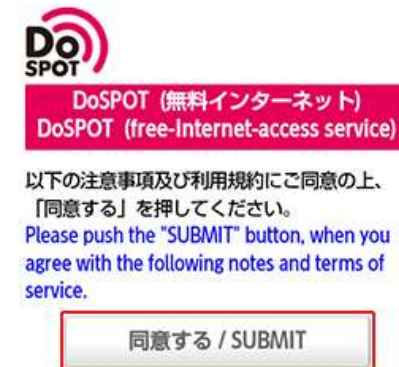 Do
SPOT
DoSPOT (無料インターネット)
DoSPOT (free-Internet-access service)
以下の注意事項及び利用規約にご同意の上、
「同意する」を押してください。
Please push the "SUBMIT" button, when you
agree with the following notes and terms of
service.
同意する / SUBMIT